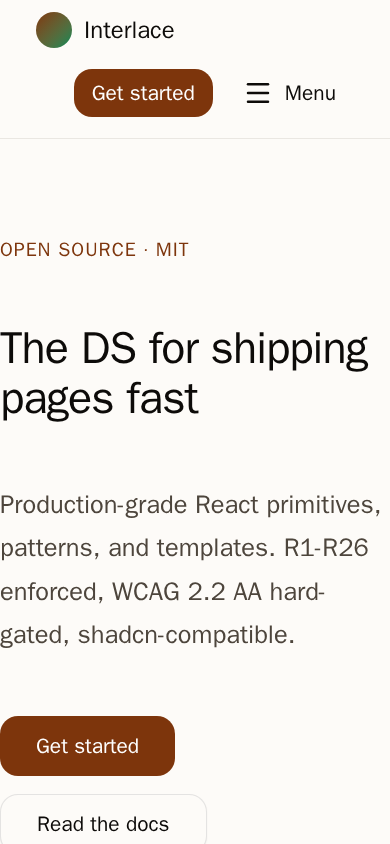 Interlace
Get started
Menu
OPEN SOURCE · MIT
The DS for shipping
pages fast
Production-grade React primitives,
patterns, and templates. R1-R26
enforced, WCAG 2.2 AA hard-
gated, shadcn-compatible.
Get started
Read the docs